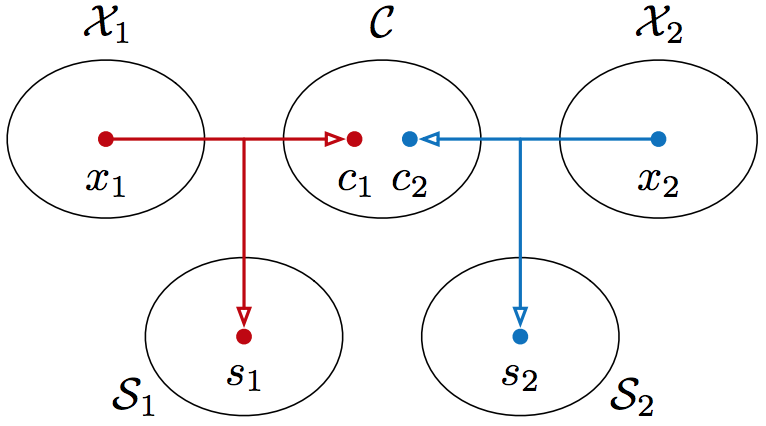 𝒳₁ 𝒞 𝒳₂
x₁ c₁ c₂ x₂
s₁ s₂
𝒮₁ 𝒮₂